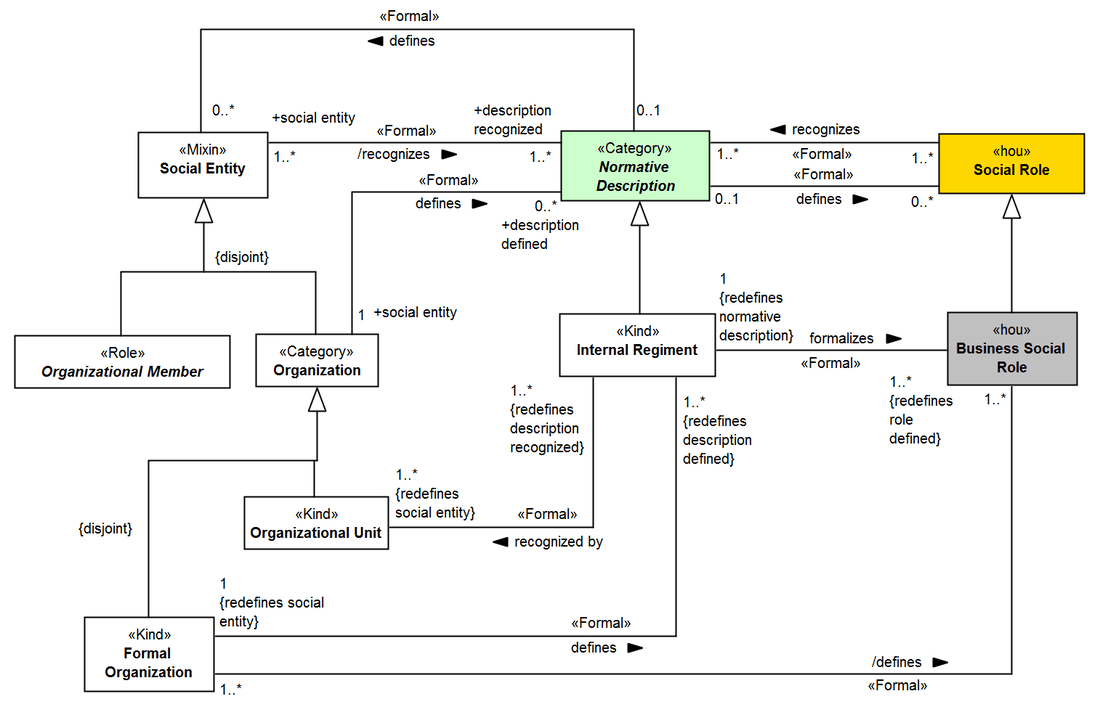 «Formal»
defines
0..*
0..1
+social entity
+description
recognized
«Formal»
/recognizes
1..*
1..*
«Mixin»
Social Entity
«Category»
Normative
Description
recognizes
«Formal»
1..*
1..*
«Formal»
defines
0..1
0..*
«hou»
Social Role
«Formal»
defines
0..*
+description
defined
1
+social entity
{disjoint}
«Role»
Organizational Member
«Category»
Organization
«Kind»
Internal Regiment
1
{redefines
normative
description}
formalizes
«Formal»
«hou»
Business Social
Role
1..*
{redefines
role
defined}
1..*
1..*
{redefines
description
recognized}
1..*
{redefines
description
defined}
1..*
{redefines
social entity}
«Formal»
recognized by
«Kind»
Organizational Unit
{disjoint}
1
{redefines social
entity}
«Formal»
defines
«Kind»
Formal
Organization
1..*
/defines
«Formal»